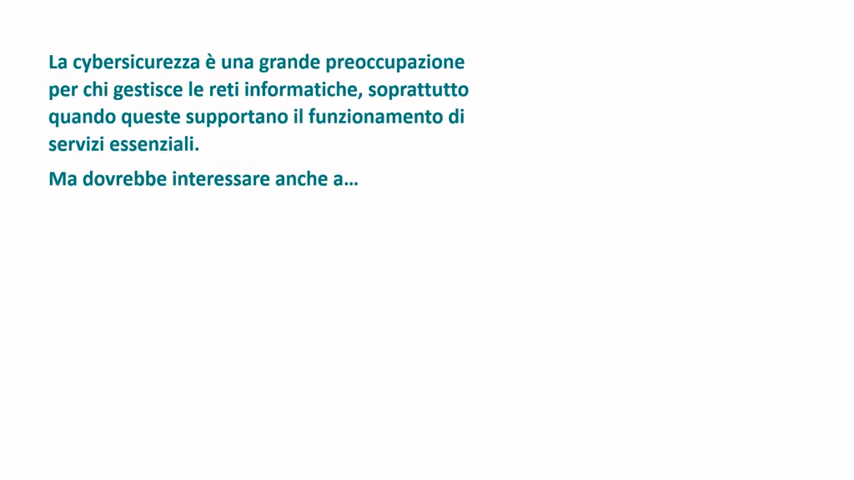 La cybersicurezza è una grande preoccupazione
per chi gestisce le reti informatiche, soprattutto
quando queste supportano il funzionamento di
servizi essenziali.
Ma dovrebbe interessare anche a…